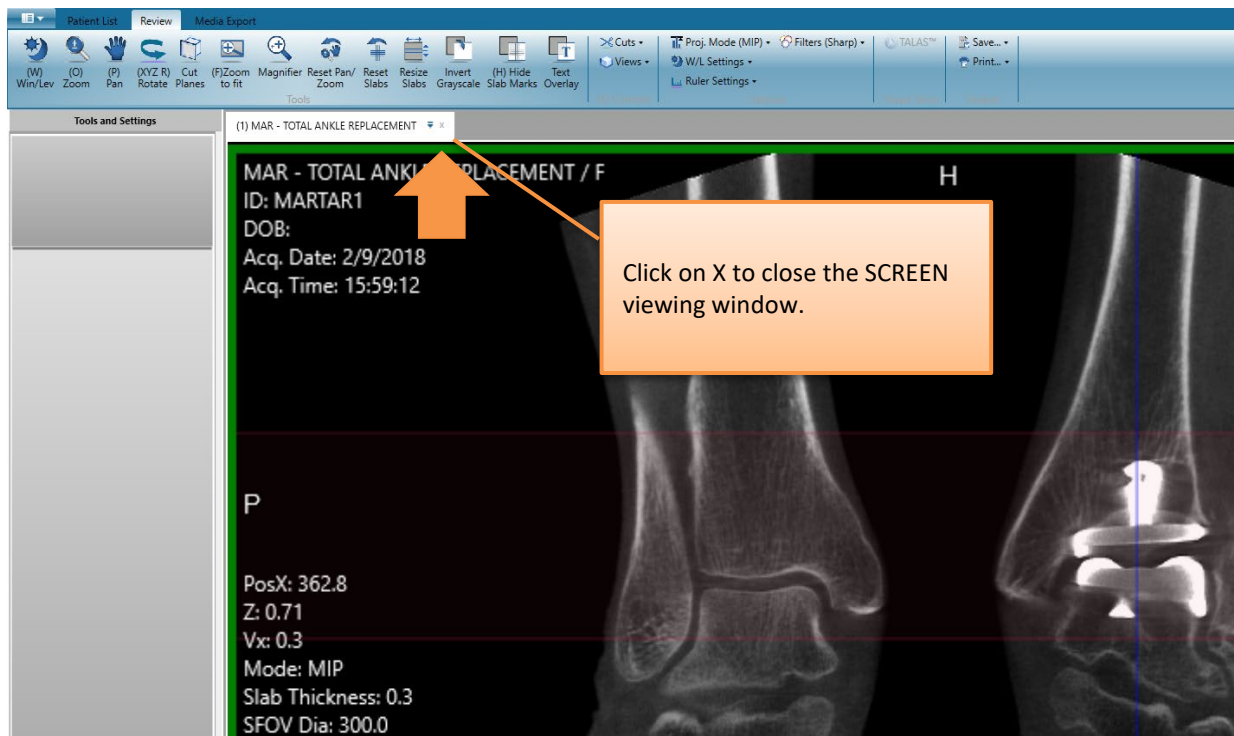 Patient List Review Media Export
(W) Win/Lev
(O) Zoom
(P) Pan
(XYZ R) Rotate
Cut Planes
(F)Zoom to fit
Magnifier
Reset Pan/ Zoom
Reset Slabs
Resize Slabs
Invert Grayscale
(H) Hide Slab Marks
Text Overlay
Tools
Cuts
Views
Proj. Mode (MIP)
W/L Settings
Ruler Settings
Filters (Sharp)
TALAS™
Save...
Print...
Tools and Settings
(1) MAR - TOTAL ANKLE REPLACEMENT x
MAR - TOTAL ANKLE REPLACEMENT / F
ID: MARTAR1
DOB:
Acq. Date: 2/9/2018
Acq. Time: 15:59:12
H
Click on X to close the SCREEN
viewing window.
P
PosX: 362.8
Z: 0.71
Vx: 0.3
Mode: MIP
Slab Thickness: 0.3
SFOV Dia: 300.0